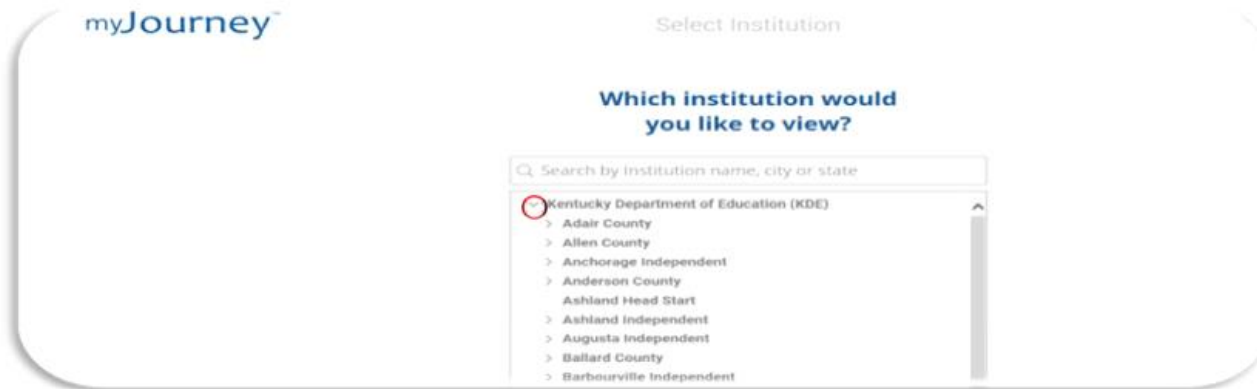 myJourney™
Select Institution
Which institution would
you like to view?
Search by Institution name, city or state
Kentucky Department of Education (KDE)
> Adair County
> Allen County
> Anchorage Independent
> Anderson County
Ashland Head Start
> Ashland Independent
> Augusta Independent
> Ballard County
> Barbourville Independent